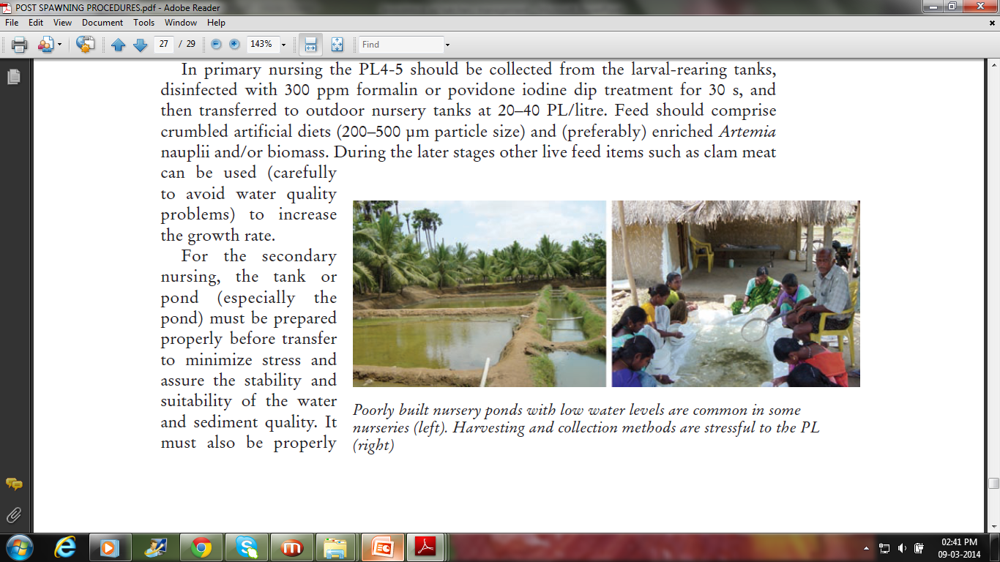 POST SPAWNING PROCEDURES.pdf - Adobe Reader
File Edit View Document Tools Window Help
27 / 29 143% Find
In primary nursing the PL4-5 should be collected from the larval-rearing tanks,
disinfected with 300 ppm formalin or povidone iodine dip treatment for 30 s, and
then transferred to outdoor nursery tanks at 20–40 PL/litre. Feed should comprise
crumbled artificial diets (200–500 µm particle size) and (preferably) enriched Artemia
nauplii and/or biomass. During the later stages other live feed items such as clam meat
can be used (carefully
to avoid water quality
problems) to increase
the growth rate.
For the secondary
nursing, the tank or
pond (especially the
pond) must be prepared
properly before transfer
to minimize stress and
assure the stability and
suitability of the water
and sediment quality. It
must also be properly
Poorly built nursery ponds with low water levels are common in some
nurseries (left). Harvesting and collection methods are stressful to the PL
(right)
02:41 PM
09-03-2014